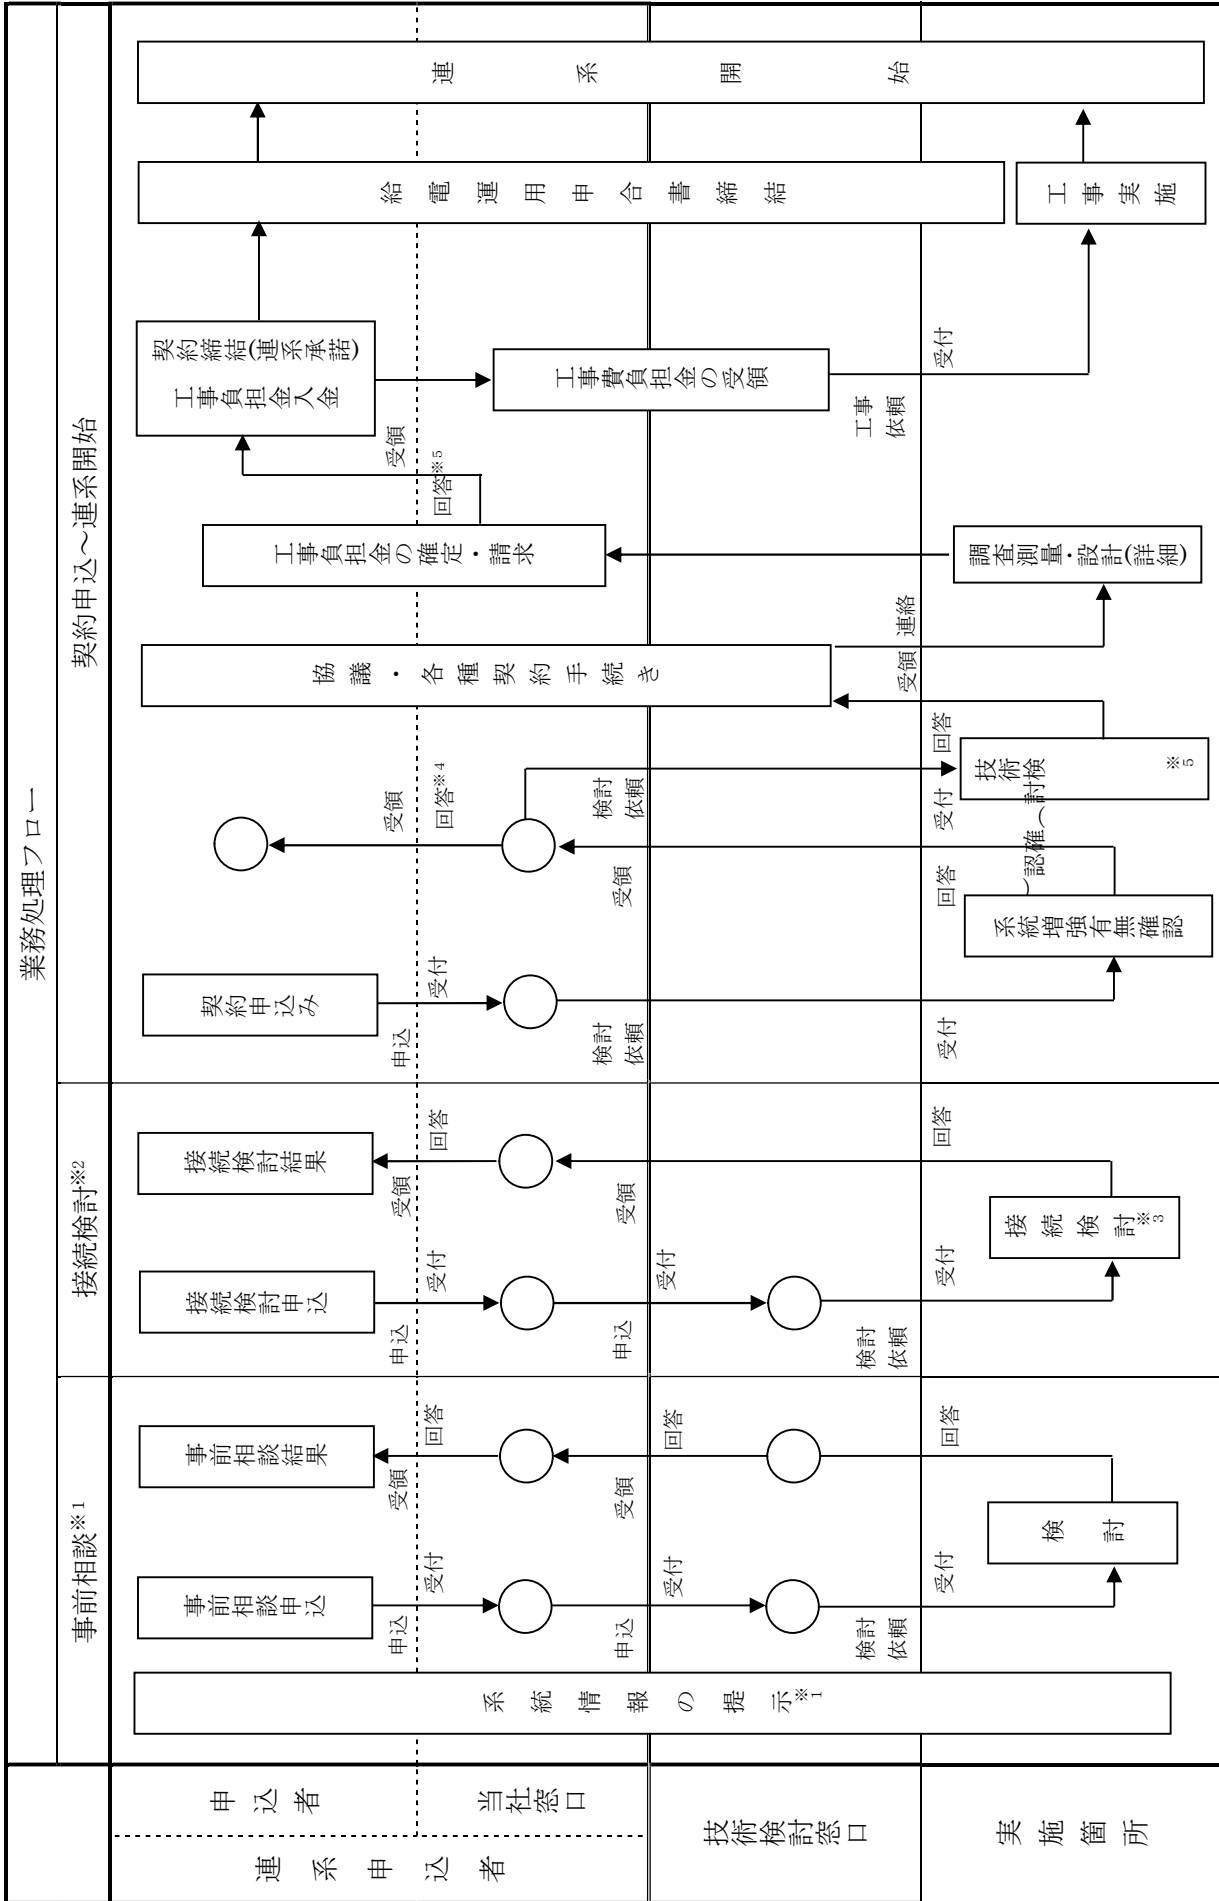 業務処理フロー
事前相談※1
接続検討※2
契約申込～連系開始
連系申込者
申込者
当社窓口
技術検討窓口
実施箇所
系統情報の提示※1
事前相談申込
申込
受付
申込
受付
検討
依頼
受付
検討
回答
回答
受領
回答
受領
事前相談結果
接続検討申込
申込
受付
申込
受付
検討
依頼
受付
接続検討※3
回答
受領
回答
受領
接続検討結果
契約申込み
申込
受付
検討
依頼
受付
系統増強有無確認
回答
受領
回答※4
受領
検討
依頼
受付
技術検
討（確認）
※5
回答
受領
協議・各種契約手続き
連絡
調査測量・設計(詳細)
工事負担金の確定・請求
回答※5
受領
契約締結(連系承諾)
工事負担金入金
工事費負担金の受領
工事
依頼
受付
工事実施
給電運用申合書締結
連系開始